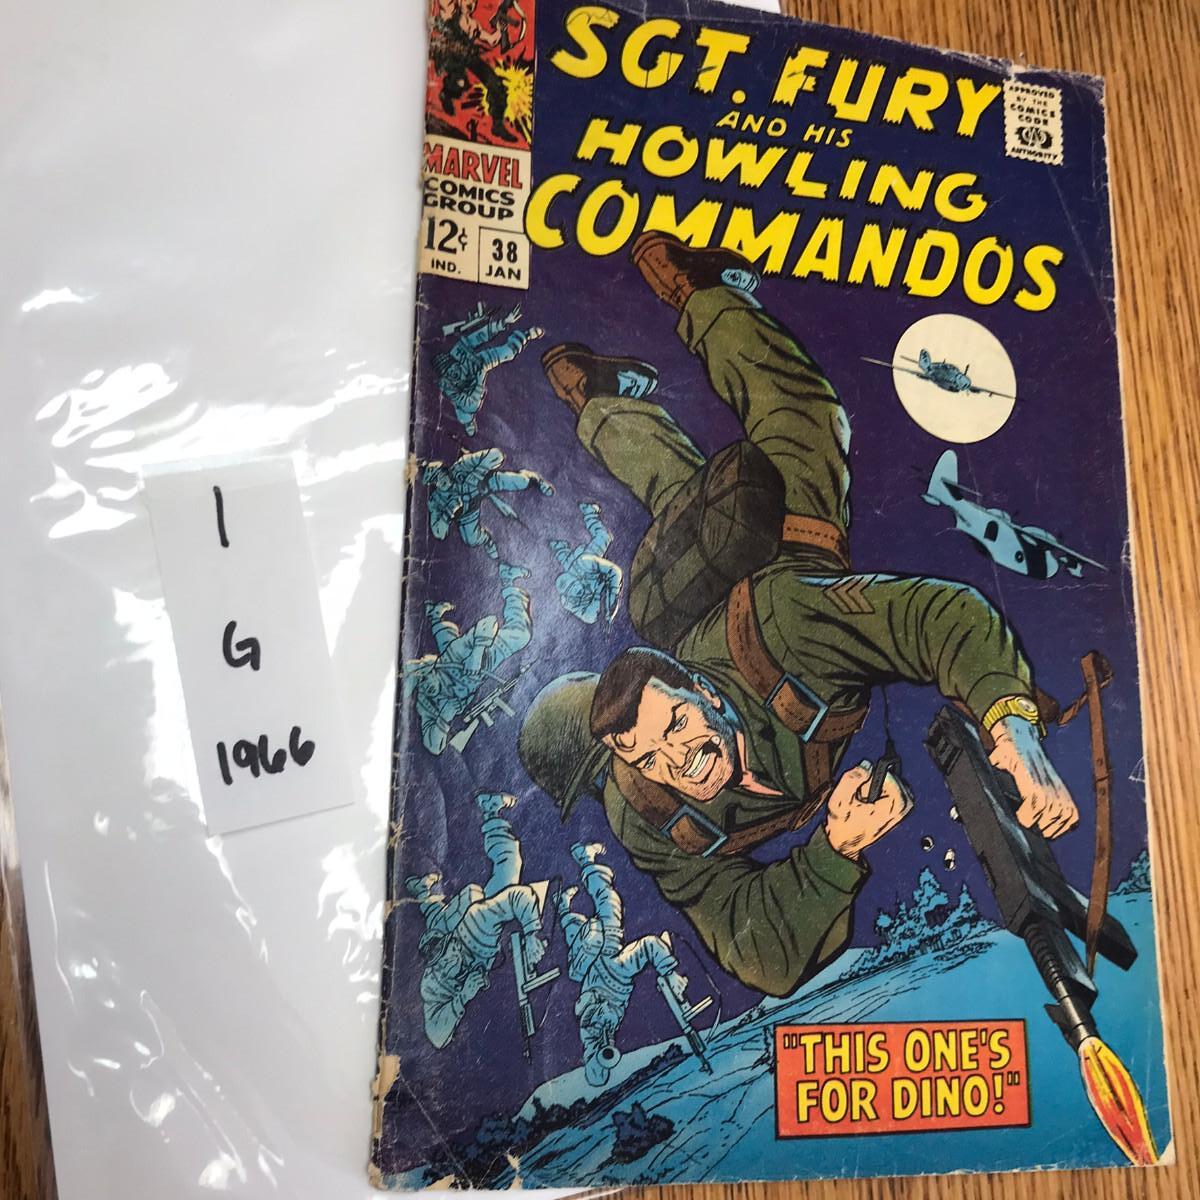 SGT. FURY
AND HIS
HOWLING
COMMANDOS
APPROVED
BY THE
COMICS
CODE
CA
AUTHORITY
MARVEL
COMICS
GROUP
12¢
IND.
38
JAN
1
G
1966
"THIS ONE'S
FOR DINO!"